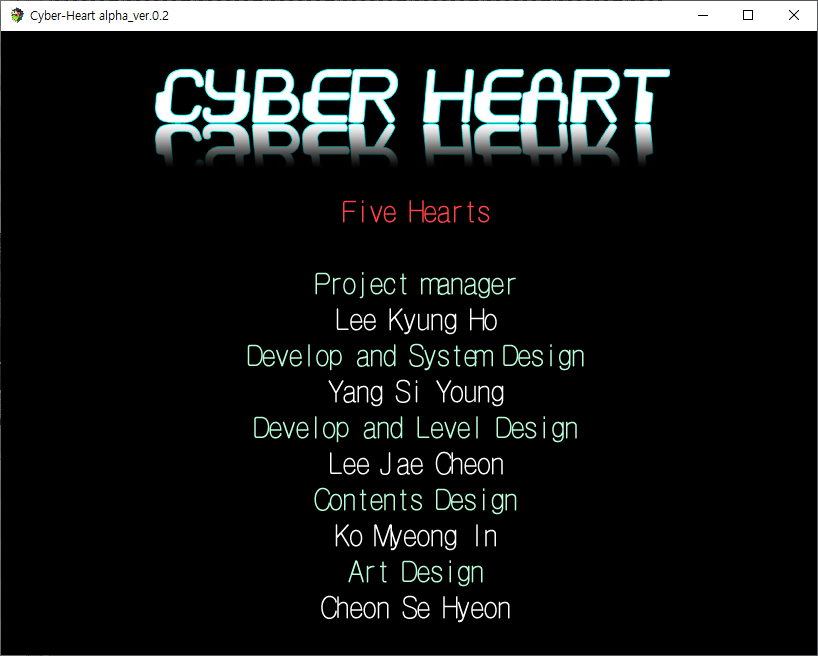 Cyber-Heart alpha_ver.0.2
CYBER HEART
Five Hearts
Project manager
Lee Kyung Ho
Develop and System Design
Yang Si Young
Develop and Level Design
Lee Jae Cheon
Contents Design
Ko Myeong In
Art Design
Cheon Se Hyeon